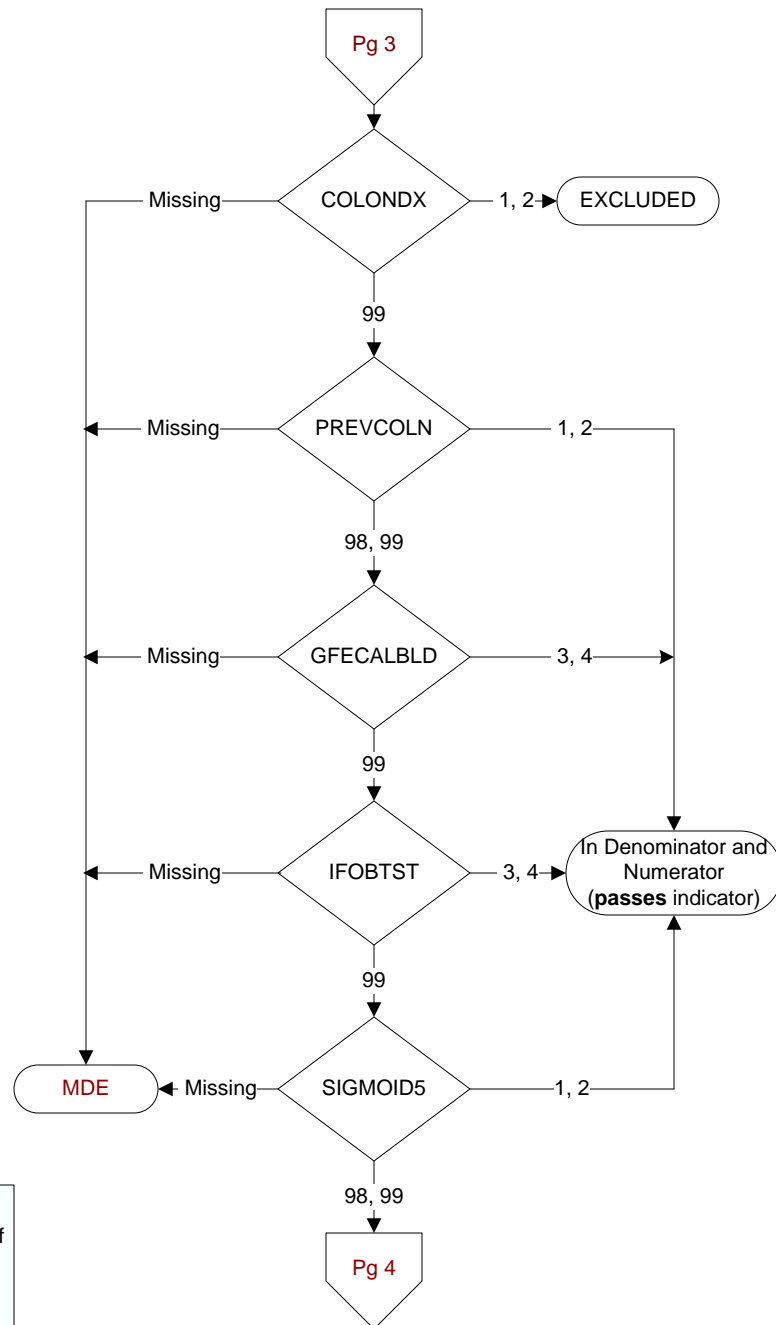 Pg 3
Missing
COLONDX
1, 2
EXCLUDED
99
Missing
PREVCOLN
1, 2
98, 99
Missing
GFECALBLD
3, 4
99
Missing
IFOBTST
3, 4
In Denominator and
Numerator
(passes indicator)
99
MDE
Missing
SIGMOID5
1, 2
98, 99
f
Pg 4